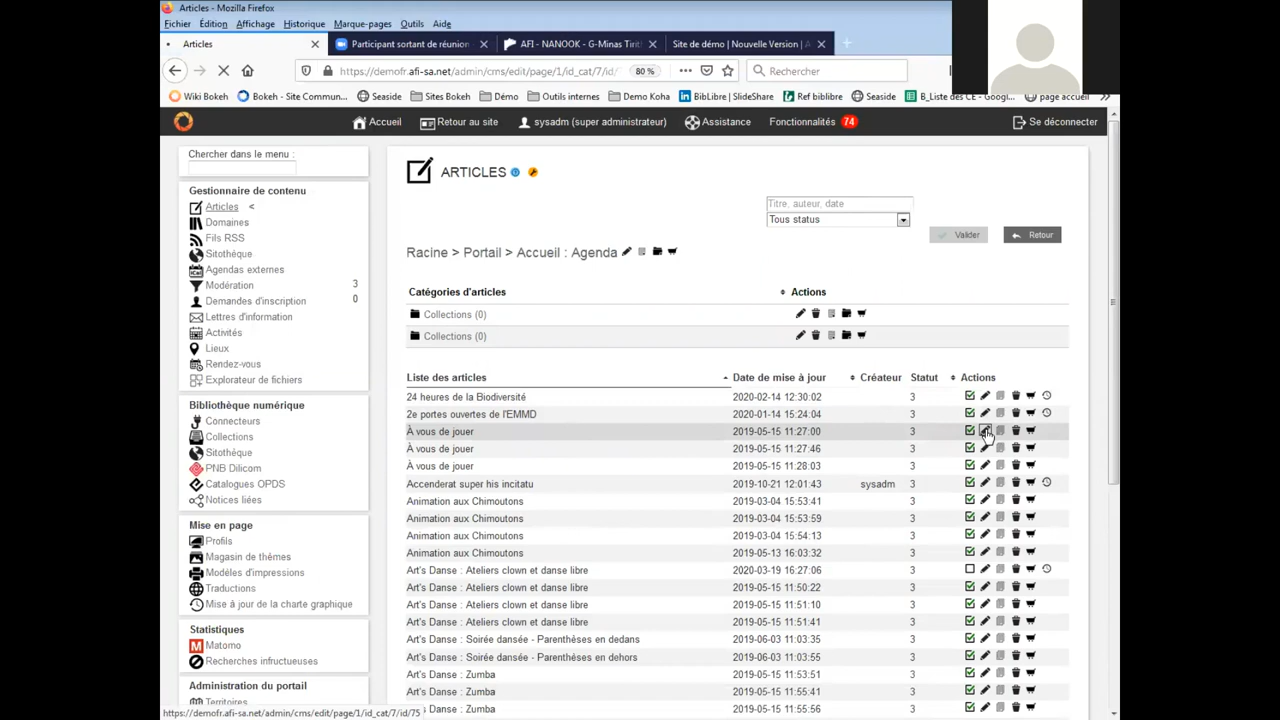 Articles - Mozilla Firefox
Fichier Édition Affichage Historique Marque-pages Outils Aide
Articles × Participant sortant de réunion × AFI - NANOOK - G-Minas Tirit × Site de démo | Nouvelle Version | A × +
https://demofr.afi-sa.net/admin/cms/edit/page/1/id_cat/7/id/ 80 % Rechercher
Wiki Bokeh Bokeh - Site Commun... Seaside Sites Bokeh Démo Outils internes Demo Koha BibLibre | SlideShare Ref biblibre Seaside B_Liste des CE - Googl... page accueil
Accueil Retour au site sysadm (super administrateur) Assistance Fonctionnalités 74 Se déconnecter
Chercher dans le menu :
Gestionnaire de contenu
Articles <
Domaines
Fils RSS
Sitothèque
Agendas externes
Modération 3
Demandes d'inscription 0
Lettres d'information
Activités
Lieux
Rendez-vous
Explorateur de fichiers
Bibliothèque numérique
Connecteurs
Collections
Sitothèque
PNB Dilicom
Catalogues OPDS
Notices liées
Mise en page
Profils
Magasin de thèmes
Modèles d'impressions
Traductions
Mise à jour de la charte graphique
Statistiques
Matomo
Recherches infructueuses
Administration du portail
Territoires
ARTICLES
Titre, auteur, date
Tous status
Valider Retour
Racine > Portail > Accueil : Agenda
Catégories d'articles Actions
Collections (0)
Collections (0)
Liste des articles Date de mise à jour Créateur Statut Actions
24 heures de la Biodiversité 2020-02-14 12:30:02 3
2e portes ouvertes de l'EMMD 2020-01-14 15:24:04 3
À vous de jouer 2019-05-15 11:27:00 3
À vous de jouer 2019-05-15 11:27:46 3
À vous de jouer 2019-05-15 11:28:03 3
Accenderat super his incitatu 2019-10-21 12:01:43 sysadm 3
Animation aux Chimoutons 2019-03-04 15:53:41 3
Animation aux Chimoutons 2019-03-04 15:53:59 3
Animation aux Chimoutons 2019-03-04 15:54:13 3
Animation aux Chimoutons 2019-05-13 16:03:32 3
Art's Danse : Ateliers clown et danse libre 2020-03-19 16:27:06 3
Art's Danse : Ateliers clown et danse libre 2019-05-15 11:50:22 3
Art's Danse : Ateliers clown et danse libre 2019-05-15 11:51:10 3
Art's Danse : Ateliers clown et danse libre 2019-05-15 11:51:41 3
Art's Danse : Soirée dansée - Parenthèses en dedans 2019-06-03 11:03:35 3
Art's Danse : Soirée dansée - Parenthèses en dehors 2019-06-03 11:03:55 3
Art's Danse : Zumba 2019-05-15 11:53:51 3
Art's Danse : Zumba 2019-05-15 11:55:41 3
Art's Danse : Zumba 2019-05-15 11:55:56 3
https://demofr.afi-sa.net/admin/cms/edit/page/1/id_cat/7/id/75